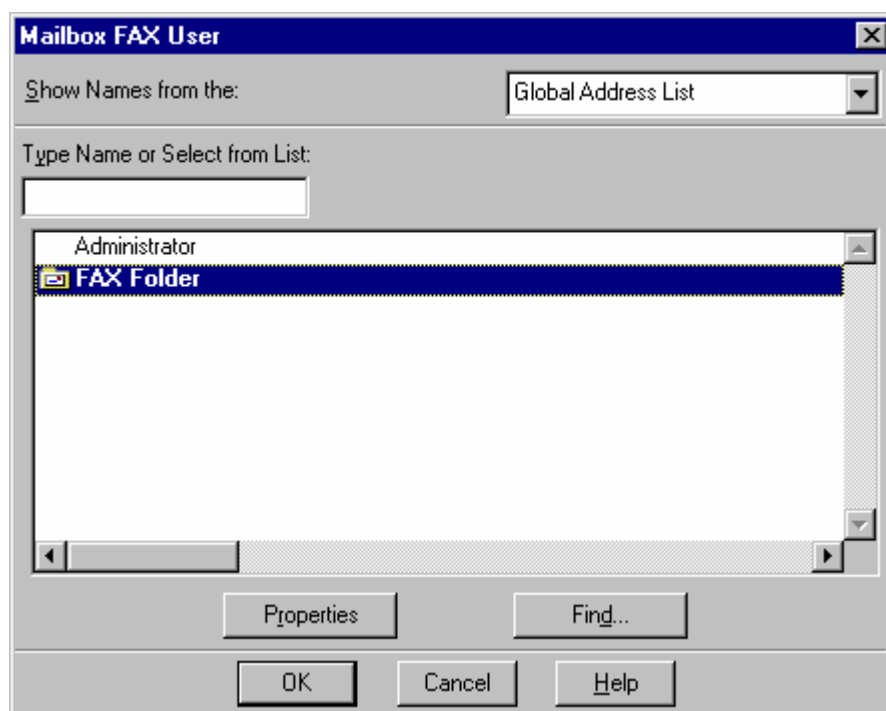 Mailbox FAX User
Show Names from the:
Global Address List
Type Name or Select from List:
Administrator
FAX Folder
Properties
Find...
OK
Cancel
Help